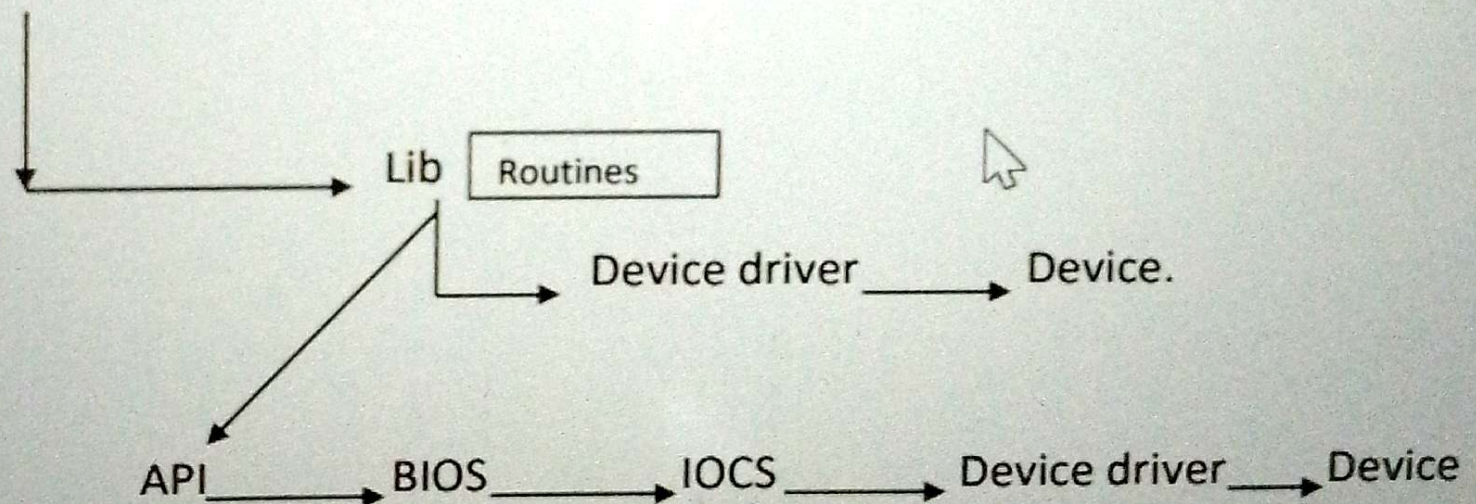 Lib Routines
Device driver Device.
API BIOS IOCS Device driver Device